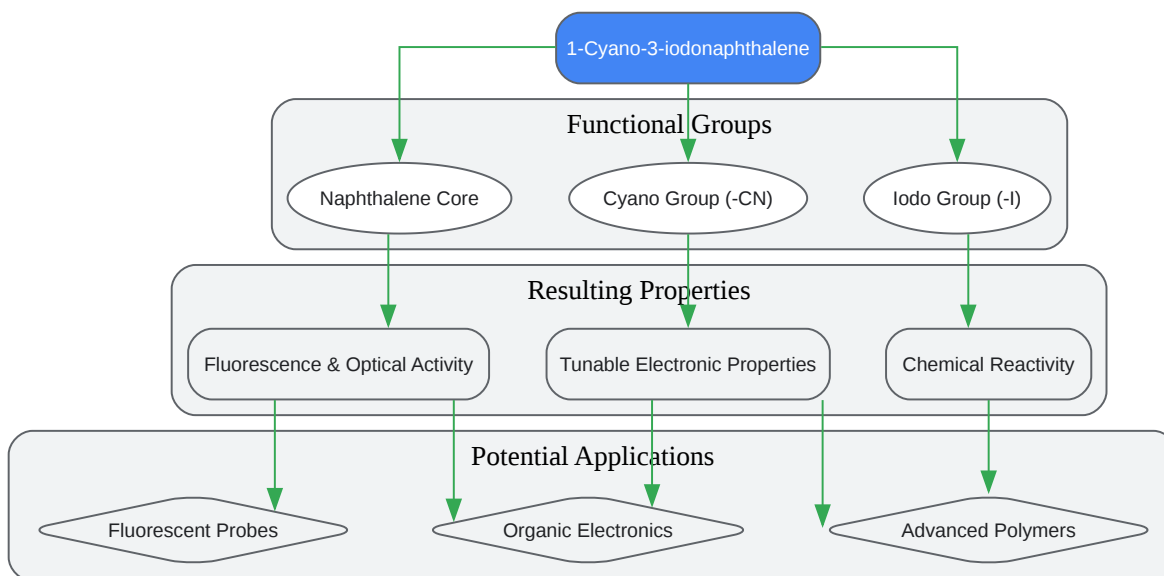 1-Cyano-3-iodonaphthalene
Functional Groups
Naphthalene Core
Cyano Group (-CN)
Iodo Group (-I)
Resulting Properties
Fluorescence & Optical Activity
Tunable Electronic Properties
Chemical Reactivity
Potential Applications
Fluorescent Probes
Organic Electronics
Advanced Polymers